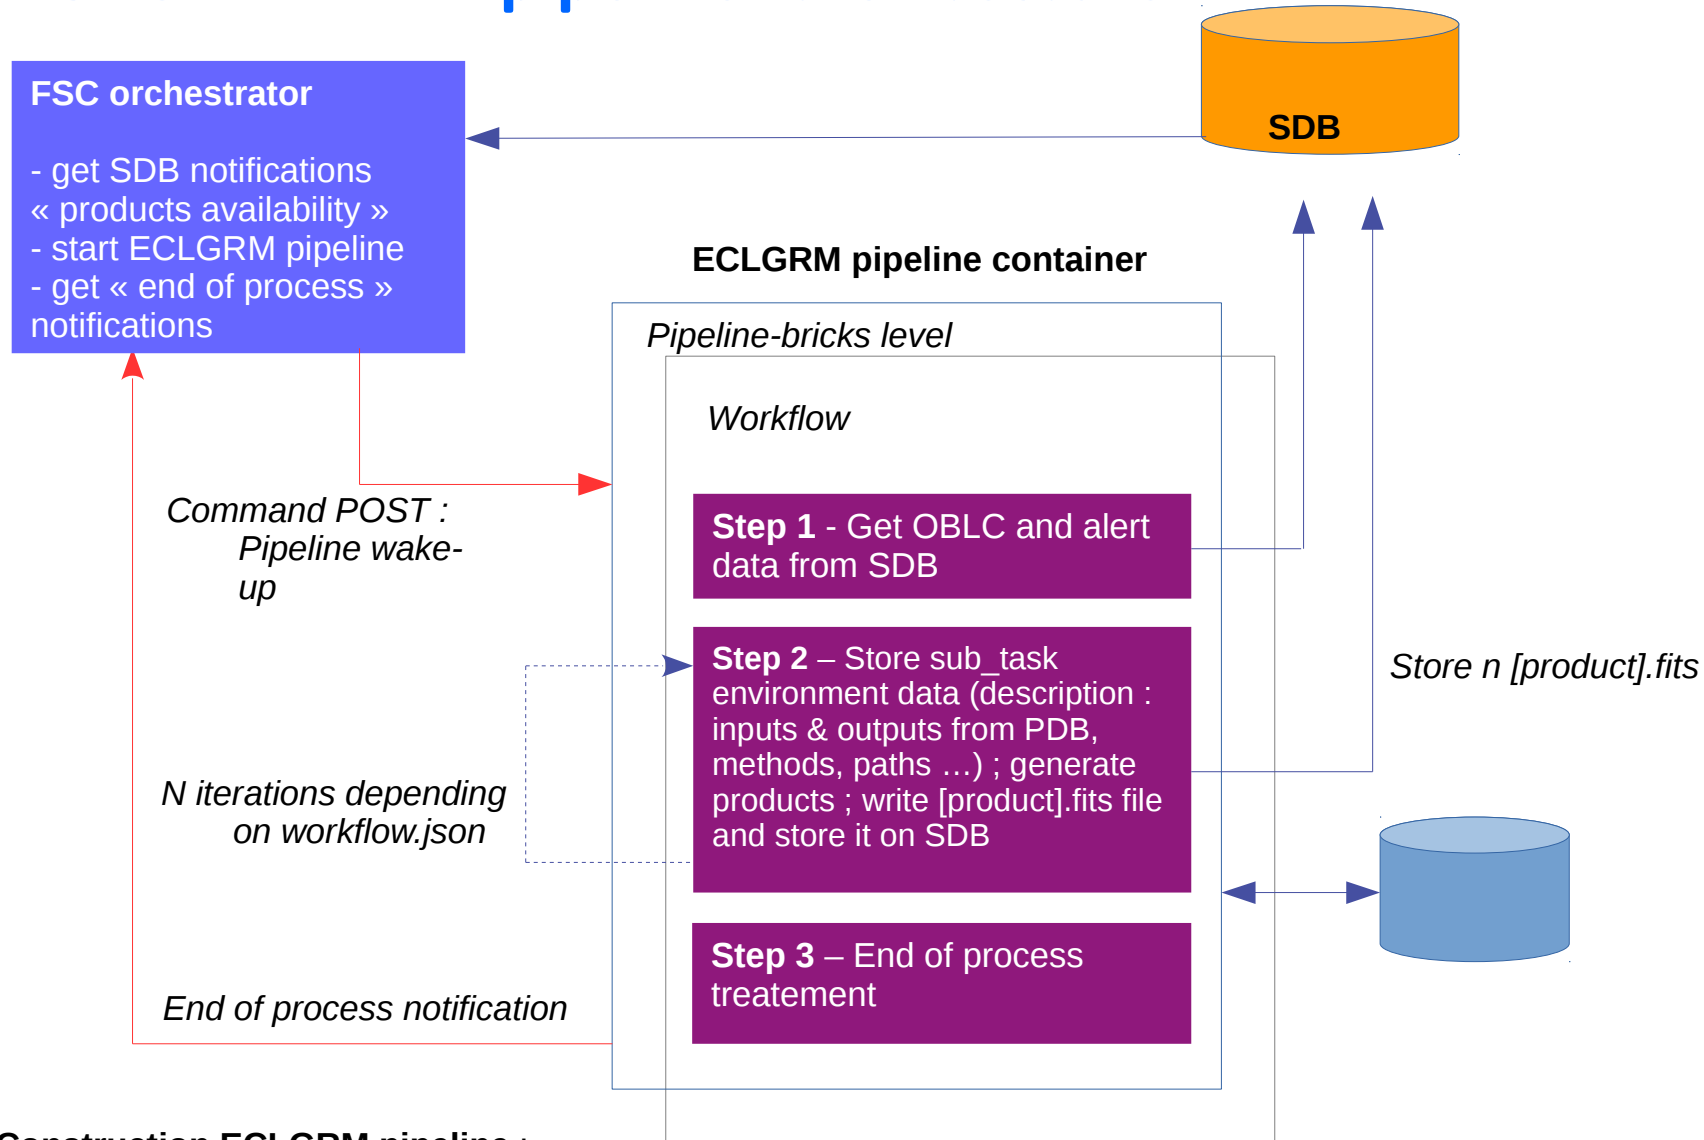 FSC orchestrator
- get SDB notifications
« products availability »
- start ECLGRM pipeline
- get « end of process »
notifications
SDB
ECLGRM pipeline container
Pipeline-bricks level
Workflow
Command POST :
Pipeline wake-
up
Step 1 - Get OBLC and alert
data from SDB
Step 2 – Store sub_task
environment data (description :
inputs & outputs from PDB,
methods, paths …) ; generate
products ; write [product].fits file
and store it on SDB
Store n [product].fits
N iterations depending
on workflow.json
Step 3 – End of process
treatement
End of process notification
Construction ECLGRM pipeline :